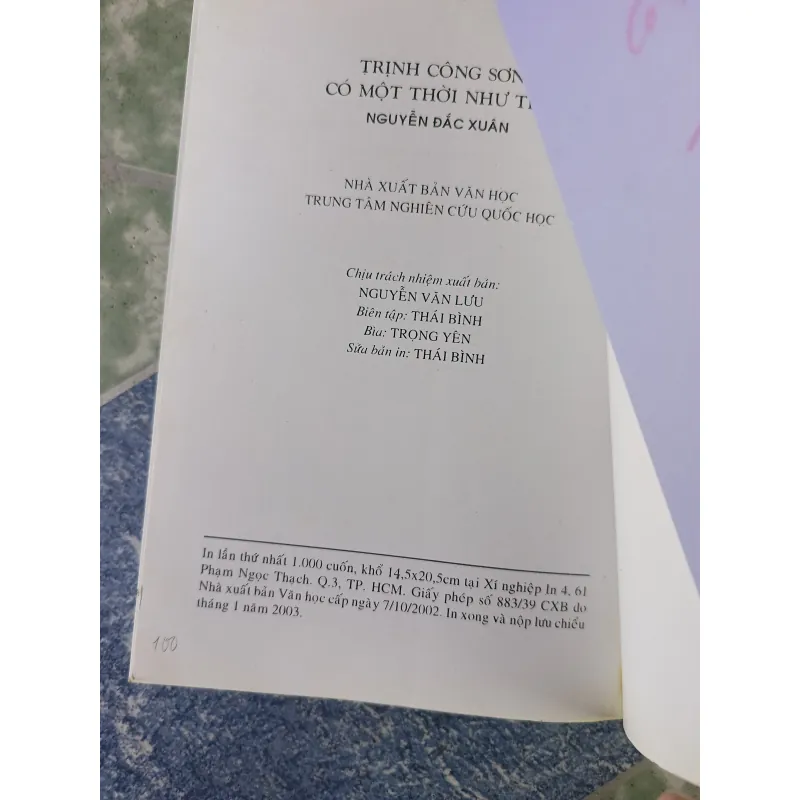 TRỊNH CÔNG SƠN
CÓ MỘT THỜI NHƯ
NGUYỄN ĐẮC XUÂN
NHÀ XUẤT BẢN VĂN HỌC
TRUNG TÂM NGHIÊN CỨU QUỐC HỌC
Chịu trách nhiệm xuất bản:
NGUYỄN VĂN LƯU
Biên tập: THÁI BÌNH
Bìa: TRỌNG YÊN
Sửa bản in: THÁI BÌNH
In lần thứ nhất 1.000 cuốn, khổ 14,5x20,5cm tại Xí nghiệp In 4, 61
Phạm Ngọc Thạch. Q.3, TP. HCM. Giấy phép số 883/39 CXB do
Nhà xuất bản Văn học cấp ngày 7/10/2002. In xong và nộp lưu chiểu
tháng 1 năm 2003.
100